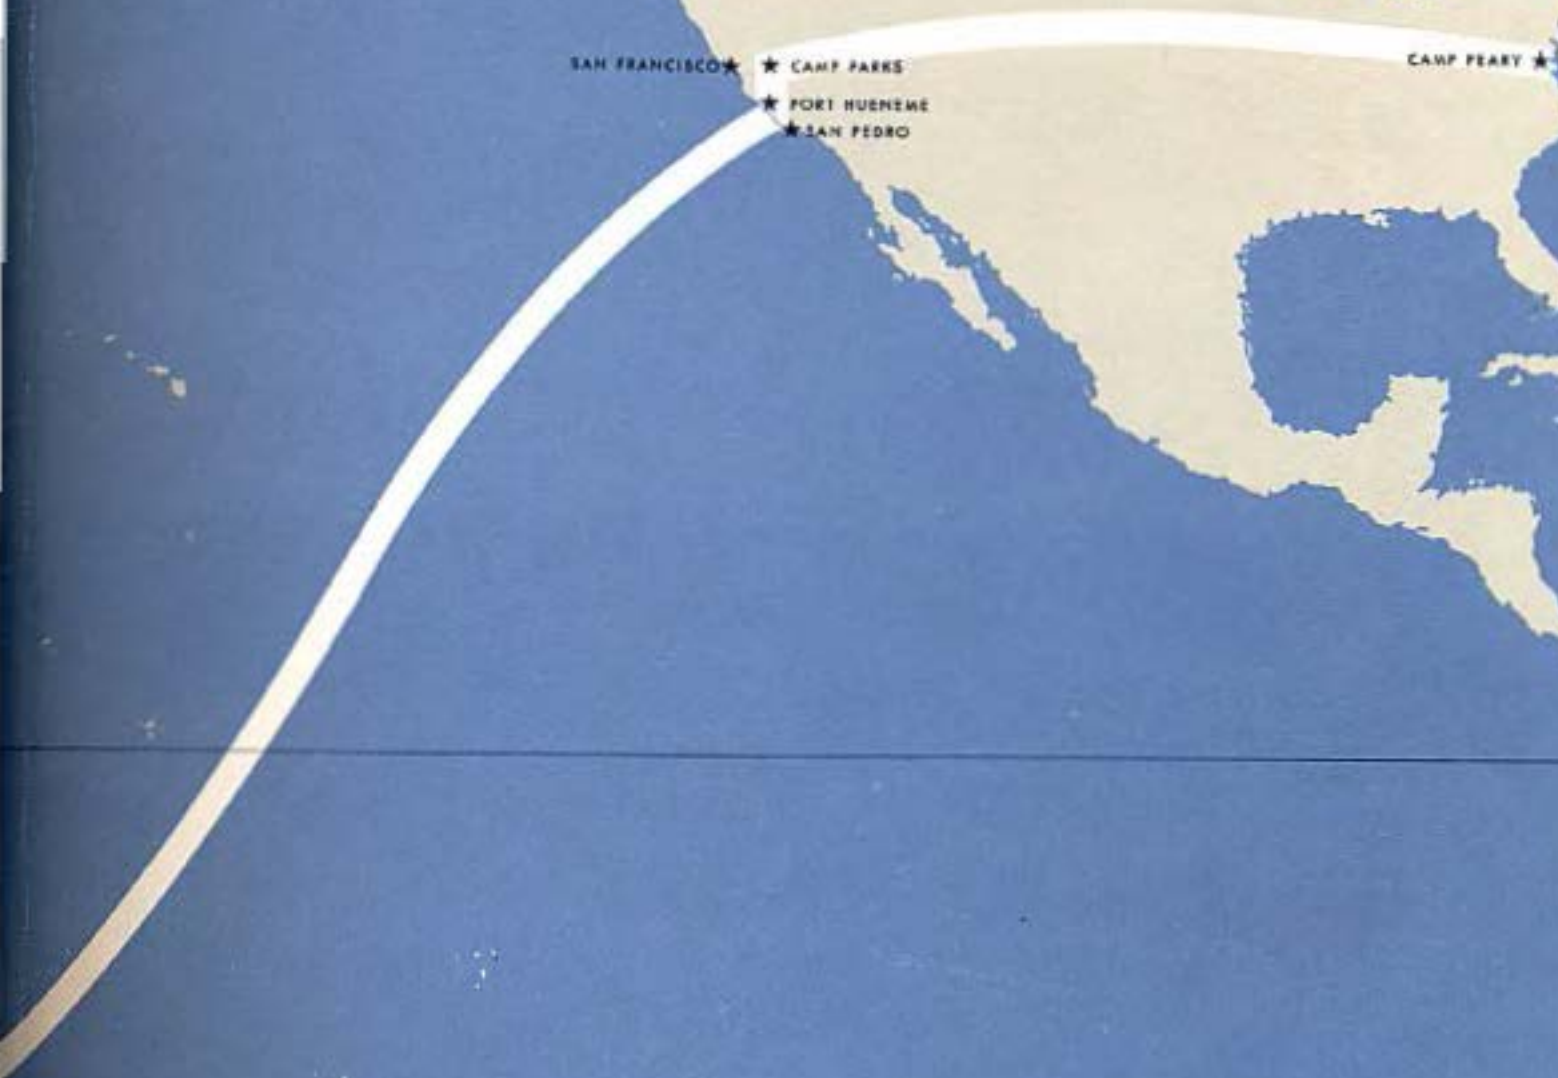 SAN FRANCISCO
CAMP PARKS
CAMP PEARY
PORT HUENEME
SAN PEDRO